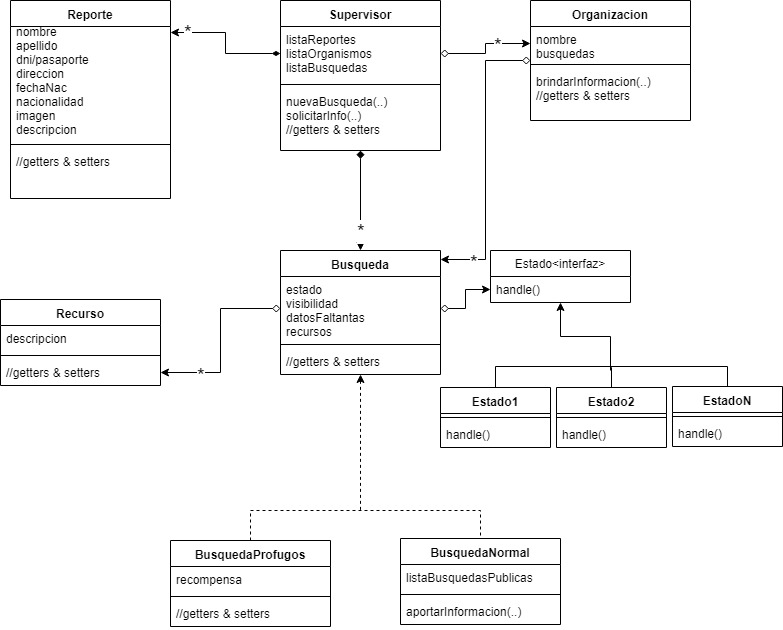 Reporte
nombre
apellido
dni/pasaporte
direccion
fechaNac
nacionalidad
imagen
descripcion
//getters & setters
*
Supervisor
listaReportes
listaOrganismos
listaBusquedas
nuevaBusqueda(..)
solicitarInfo(..)
//getters & setters
*
Organizacion
nombre
busquedas
brindarInformacion(..)
//getters & setters
*
*
Busqueda
estado
visibilidad
datosFaltantas
recursos
//getters & setters
Estado<interfaz>
handle()
Recurso
descripcion
//getters & setters
*
Estado1
handle()
Estado2
handle()
EstadoN
handle()
BusquedaProfugos
recompensa
//getters & setters
BusquedaNormal
listaBusquedasPublicas
aportarInformacion(..)